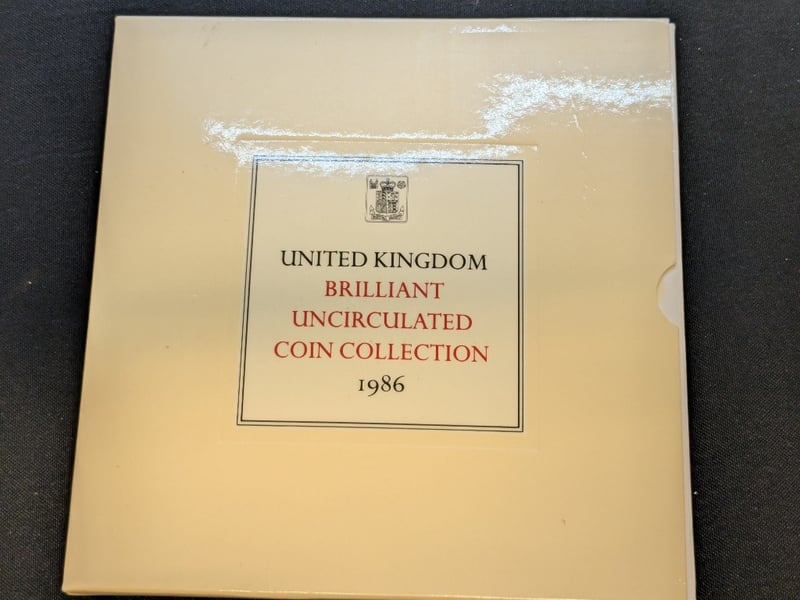 UNITED KINGDOM
BRILLIANT
UNCIRCULATED
COIN COLLECTION
1986